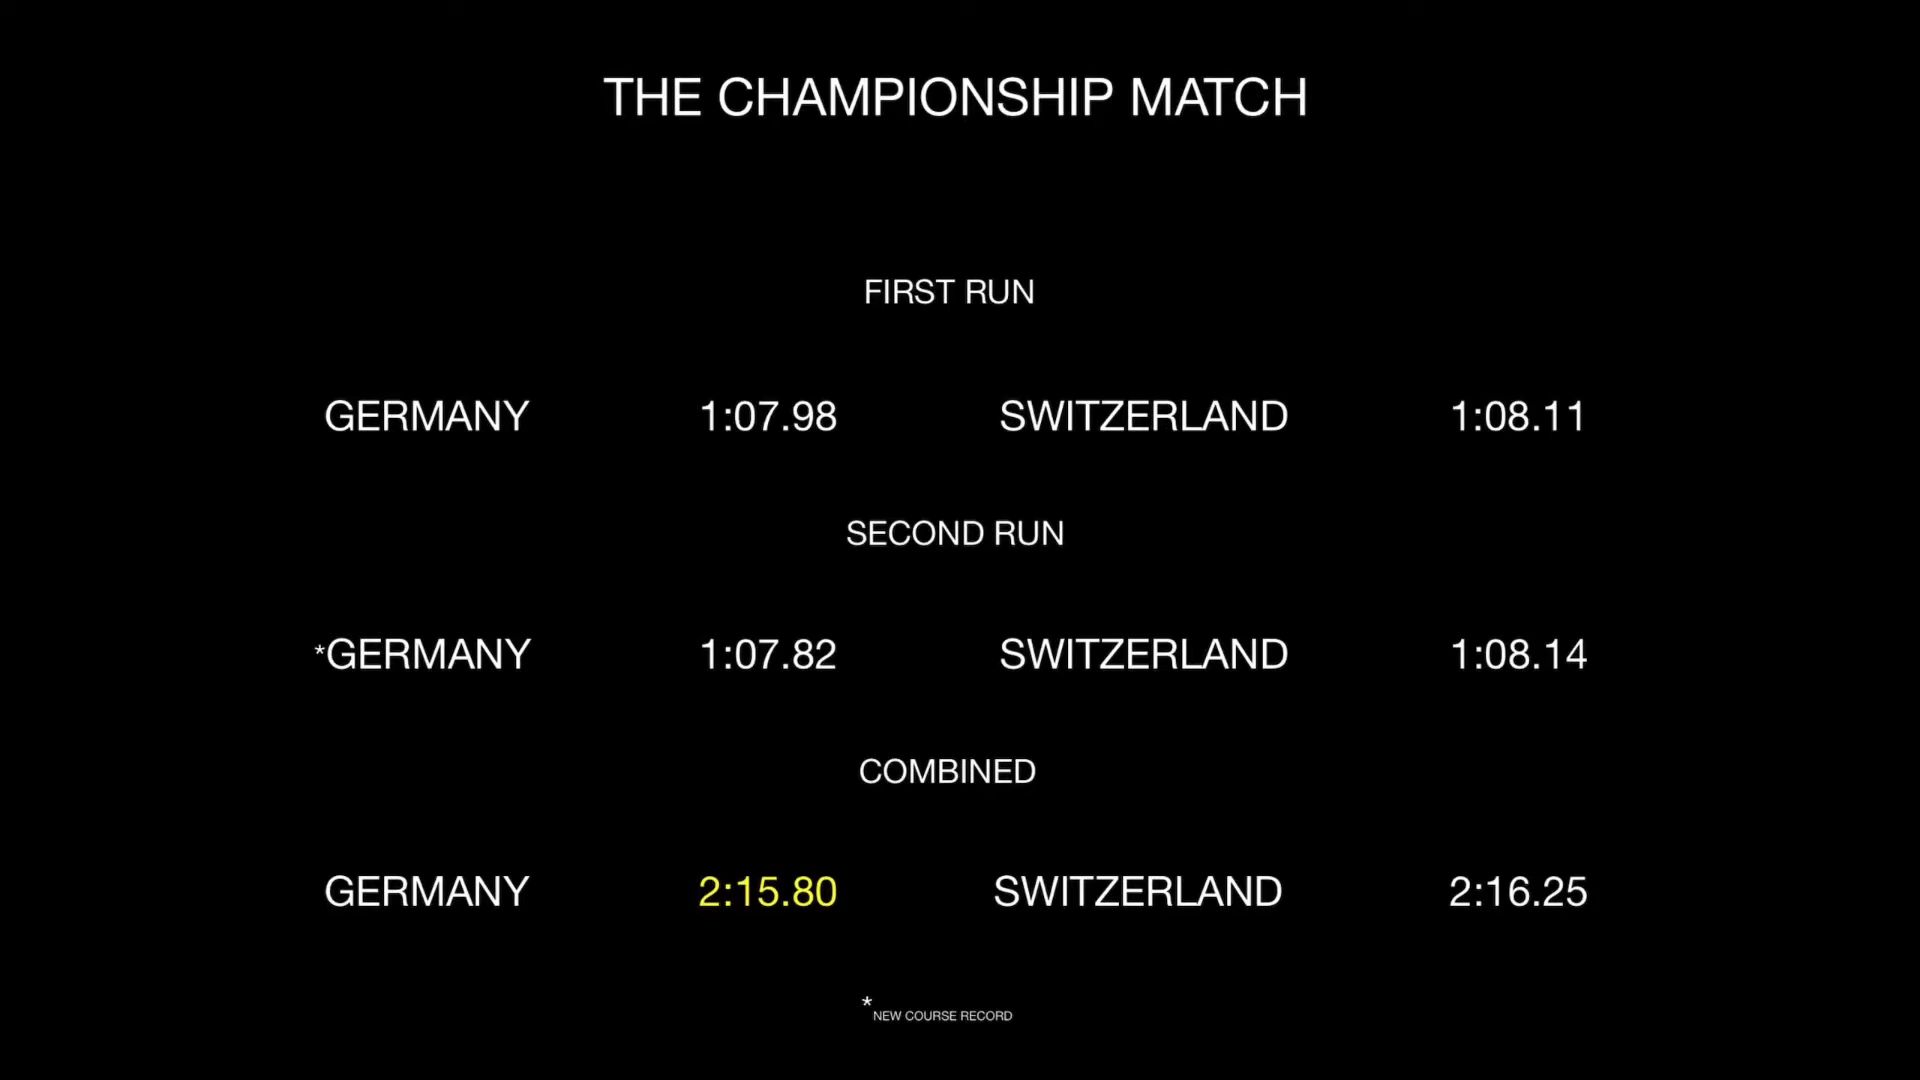 THE CHAMPIONSHIP MATCH
FIRST RUN
GERMANY 1:07.98 SWITZERLAND 1:08.11
SECOND RUN
*GERMANY 1:07.82 SWITZERLAND 1:08.14
COMBINED
GERMANY 2:15.80 SWITZERLAND 2:16.25
* NEW COURSE RECORD